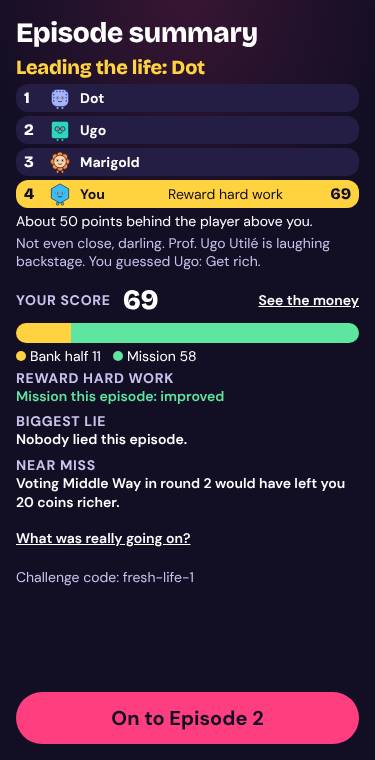 Episode summary
Leading the life: Dot
1 Dot
2 Ugo
3 Marigold
4 You Reward hard work 69
About 50 points behind the player above you.
Not even close, darling. Prof. Ugo Utilé is laughing
backstage. You guessed Ugo: Get rich.
YOUR SCORE 69 See the money
Bank half 11 Mission 58
REWARD HARD WORK
Mission this episode: improved
BIGGEST LIE
Nobody lied this episode.
NEAR MISS
Voting Middle Way in round 2 would have left you
20 coins richer.
What was really going on?
Challenge code: fresh-life-1
On to Episode 2